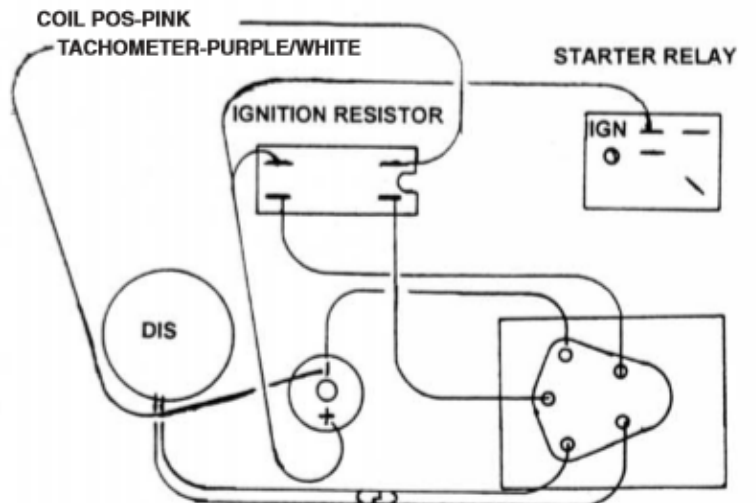 COIL POS-PINK
TACHOMETER-PURPLE/WHITE
STARTER RELAY
IGNITION RESISTOR
IGN
DIS
-
+